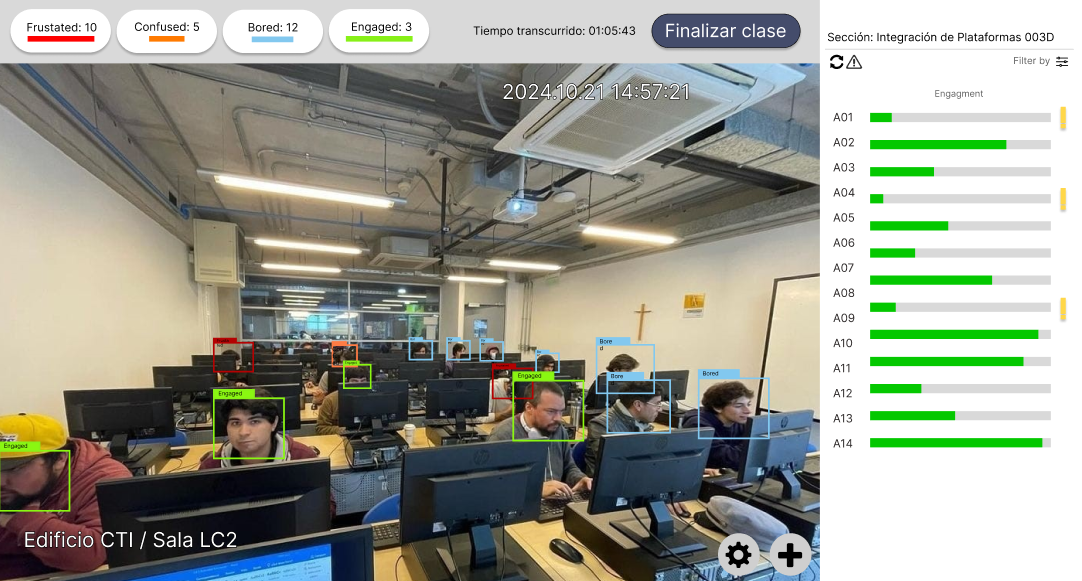 Frustated: 10
Confused: 5
Bored: 12
Engaged: 3
Tiempo transcurrido: 01:05:43
Finalizar clase
Sección: Integración de Plataformas 003D
Filter by
Engagment
2024.10.21 14:57:21
A01
A02
A03
A04
A05
A06
A07
A08
A09
A10
A11
A12
A13
A14
Bore
d
Bore
Bored
Engaged
Engaged
Engaged
Edificio CTI / Sala LC2